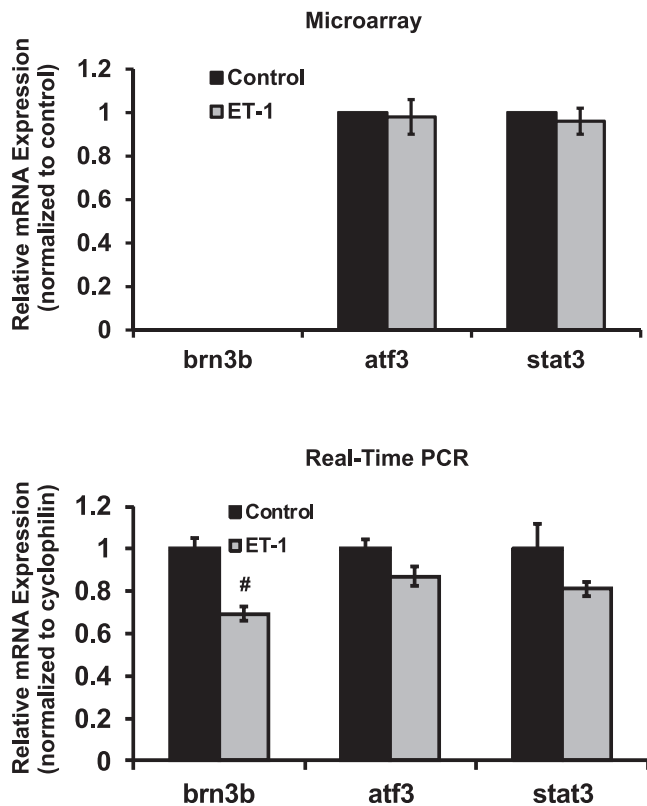 Microarray
Relative mRNA Expression
(normalized to control)
1.2
1
0.8
0.6
0.4
0.2
0
Control
ET-1
brn3b atf3 stat3
Real-Time PCR
Relative mRNA Expression
(normalized to cyclophilin)
1.2
1
0.8
0.6
0.4
0.2
0
Control
ET-1
#
brn3b atf3 stat3